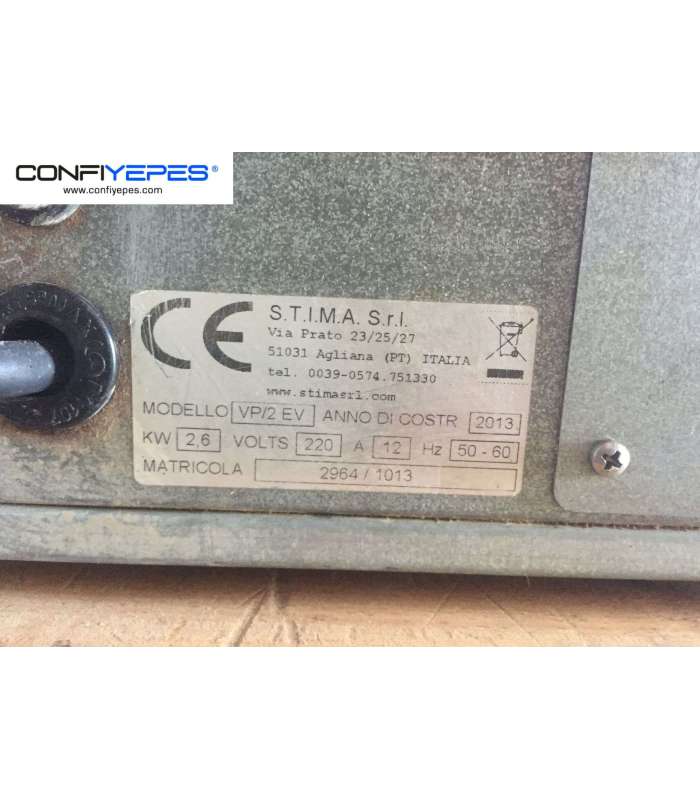 CONFIYEPES®
www.confiyepes.com
CE
S.T.I.M.A. S.r.l.
Via Prato 23/25/27
51031 Agliana (PT) ITALIA
tel. 0039-0574.751330
www.stimasrl.com
MODELLO VP/2 EV ANNO DI COSTR 2013
KW 2,6 VOLTS 220 A 12 Hz 50 - 60
MATRICOLA 2964 / 1013